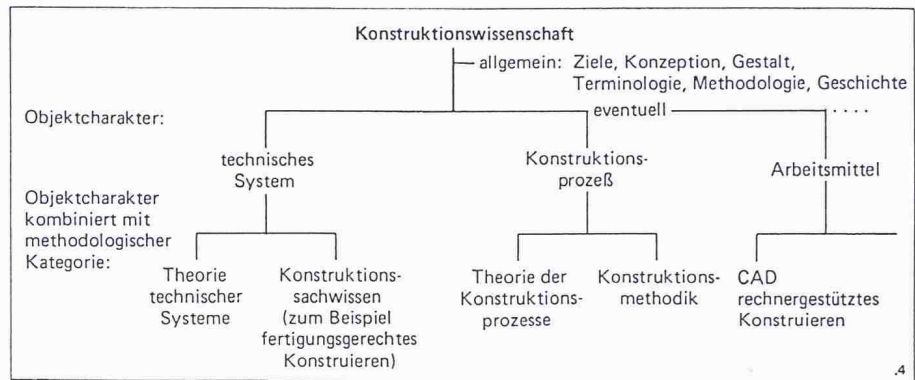 Konstruktionswissenschaft
allgemein: Ziele, Konzeption, Gestalt,
Terminologie, Methodologie, Geschichte
Objektcharakter:
eventuell
. . . .
technisches
System
Konstruktions-
prozeß
Arbeitsmittel
Objektcharakter
kombiniert mit
methodologischer
Kategorie:
Theorie
technischer
Systeme
Konstruktions-
sachwissen
(zum Beispiel
fertigungsgerechtes
Konstruieren)
Theorie der
Konstruktions-
prozesse
Konstruktions-
methodik
CAD
rechnergestütztes
Konstruieren
.4